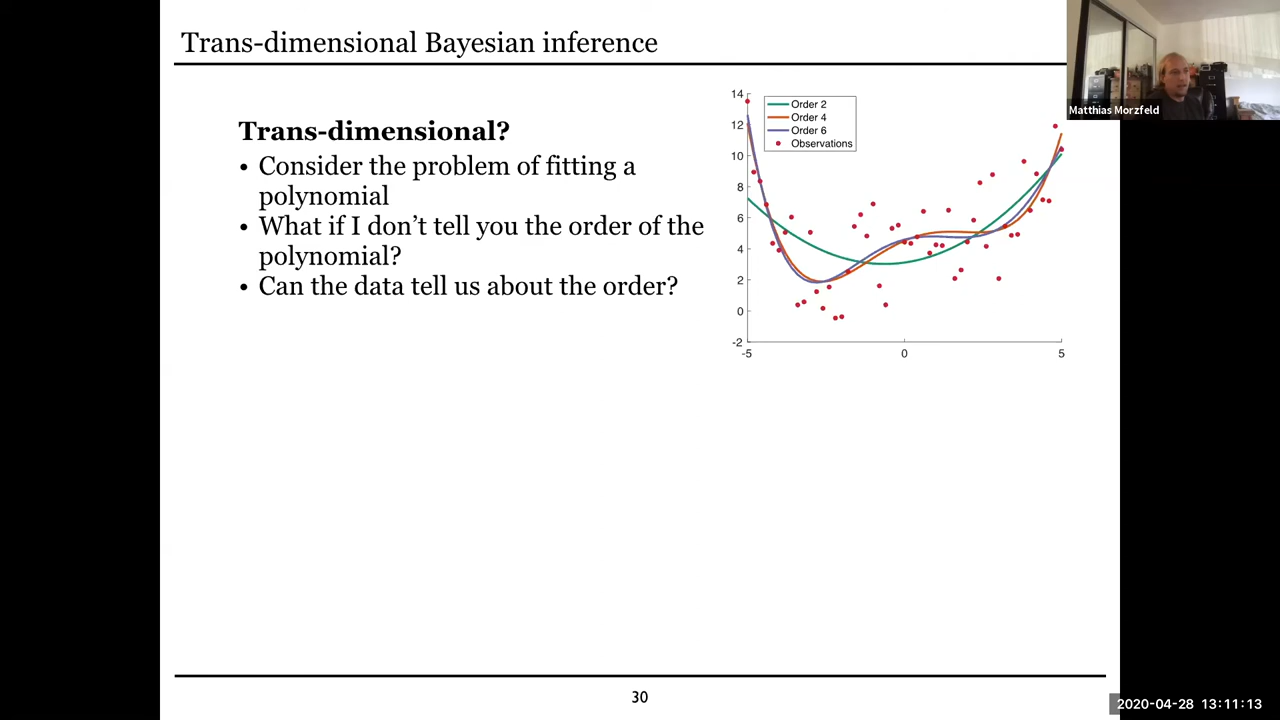 Trans-dimensional Bayesian inference
Matthias Morzfeld
Trans-dimensional?
• Consider the problem of fitting a
polynomial
• What if I don’t tell you the order of the
polynomial?
• Can the data tell us about the order?
14
12
10
8
6
4
2
0
-2
-5
0
5
Order 2
Order 4
Order 6
Observations
30
2020-04-28 13:11:13